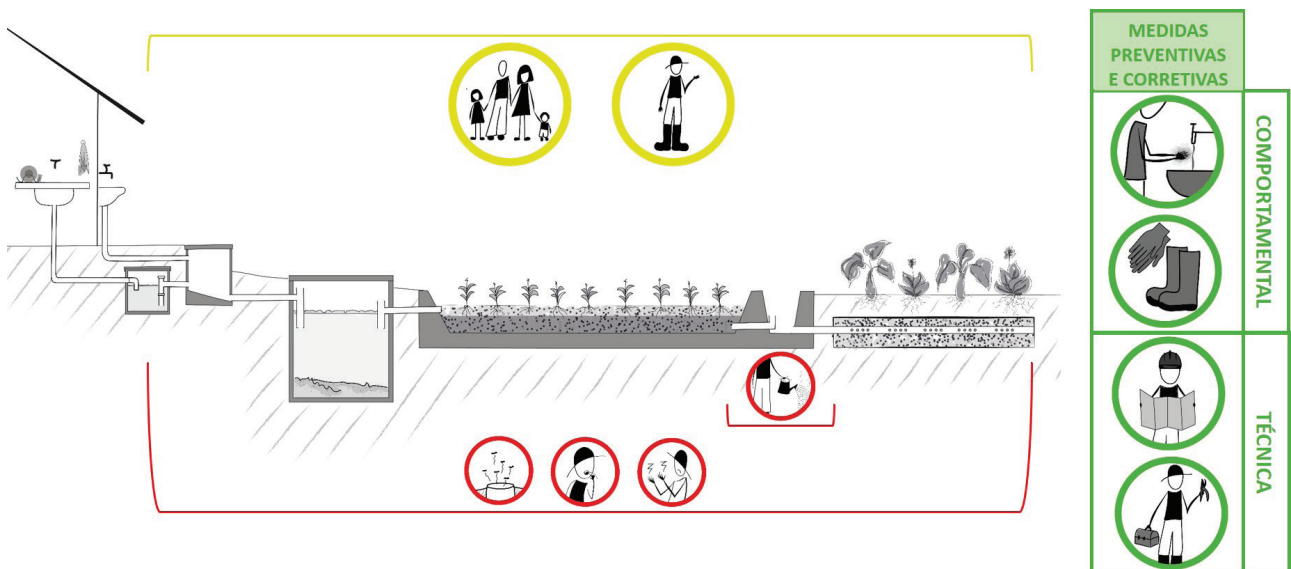 MEDIDAS
PREVENTIVAS
E CORRETIVAS
COMPORTAMENTAL
TÉCNICA